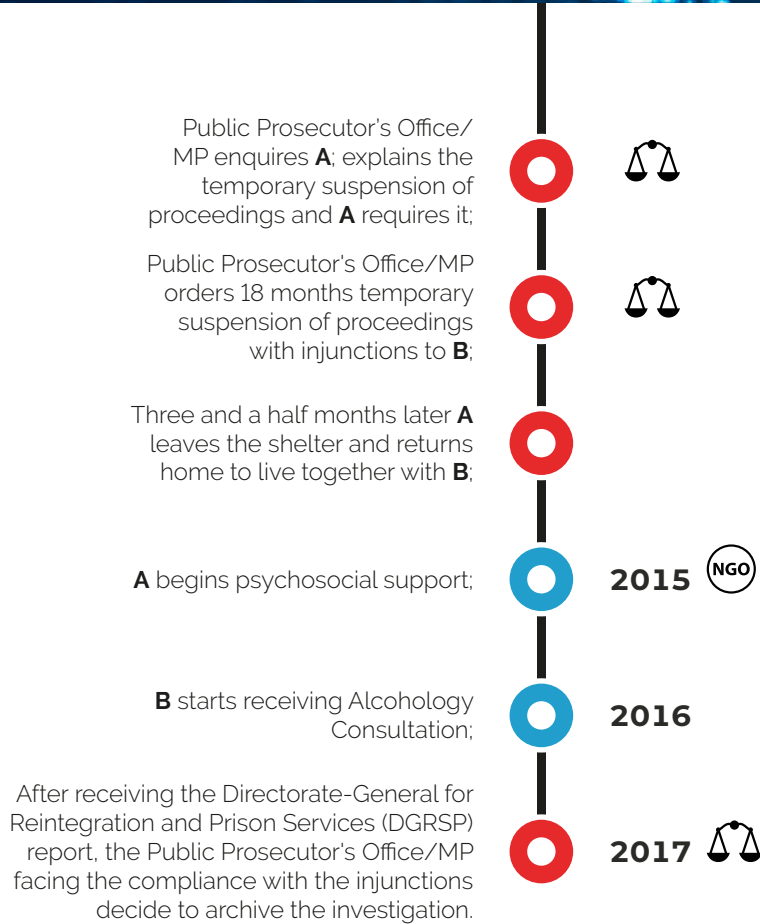 Public Prosecutor’s Office/
MP enquires A; explains the
temporary suspension of
proceedings and A requires it;
Public Prosecutor's Office/MP
orders 18 months temporary
suspension of proceedings
with injunctions to B;
Three and a half months later A
leaves the shelter and returns
home to live together with B;
A begins psychosocial support;
2015
NGO
B starts receiving Alcohology
Consultation;
2016
After receiving the Directorate-General for
Reintegration and Prison Services (DGRSP)
report, the Public Prosecutor's Office/MP
facing the compliance with the injunctions
decide to archive the investigation.
2017